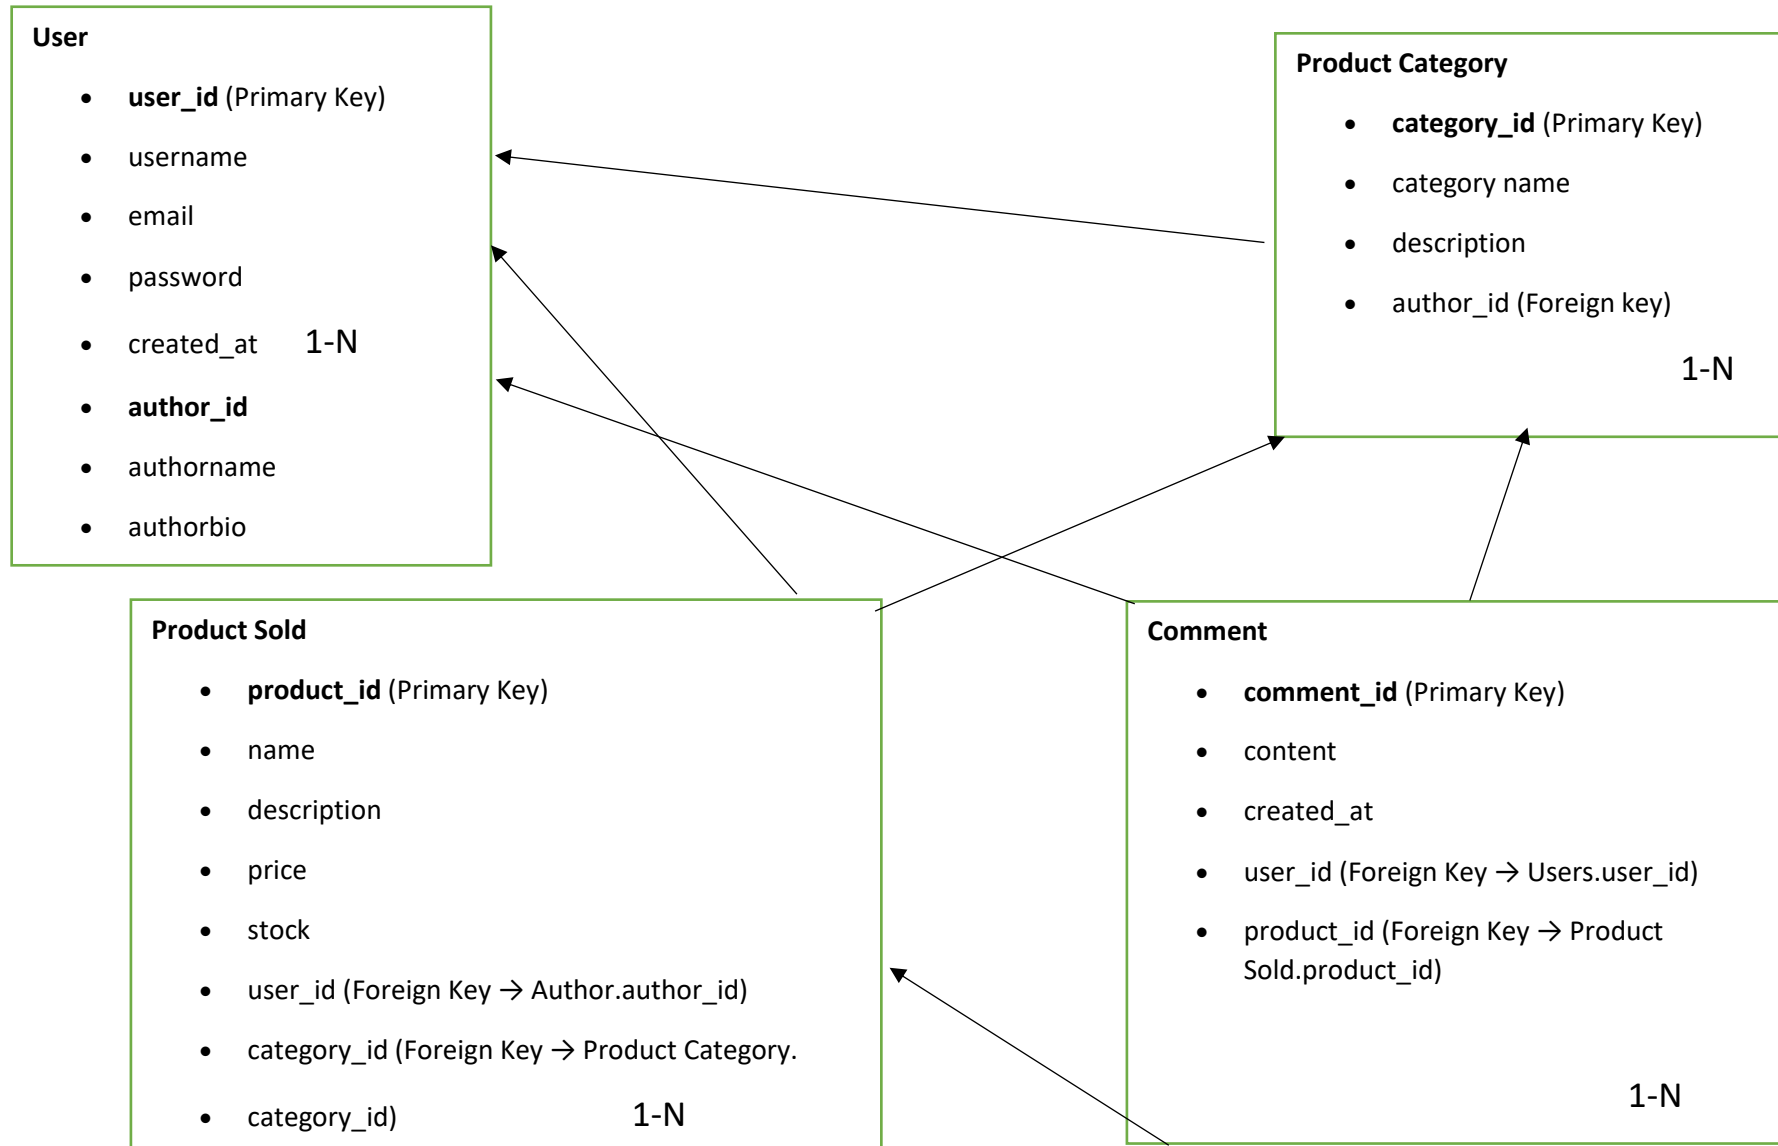 User
• user_id (Primary Key)
• username
• email
• password
• created_at 1-N
• author_id
• authorname
• authorbio
Product Category
• category_id (Primary Key)
• category name
• description
• author_id (Foreign key)
1-N
Product Sold
• product_id (Primary Key)
• name
• description
• price
• stock
• user_id (Foreign Key → Author.author_id)
• category_id (Foreign Key → Product Category.
• category_id) 1-N
Comment
• comment_id (Primary Key)
• content
• created_at
• user_id (Foreign Key → Users.user_id)
• product_id (Foreign Key → Product
Sold.product_id)
1-N